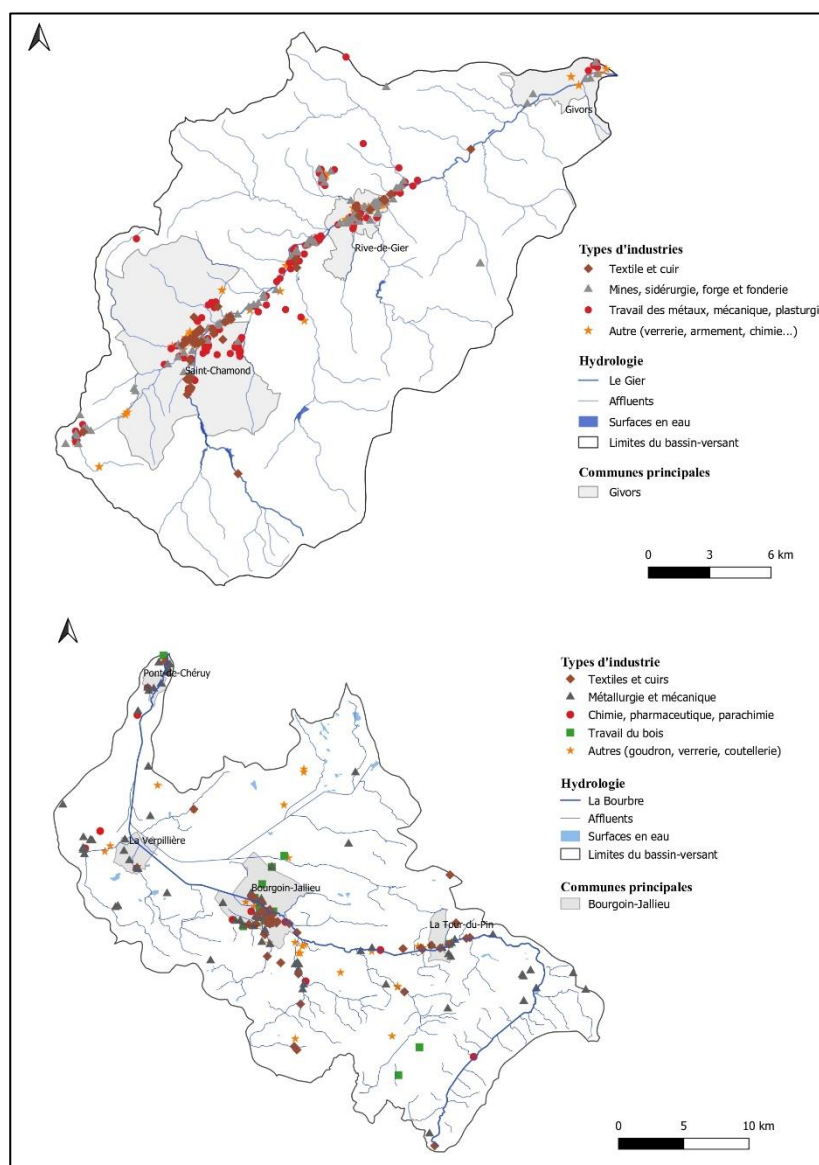 Givors
Rive-de-Gier
Saint-Chamond
Types d'industries
Textile et cuir
Mines, sidérurgie, forge et fonderie
Travail des métaux, mécanique, plasturgi
Autre (verrerie, armement, chimie...)
Hydrologie
Le Gier
Affluents
Surfaces en eau
Limites du bassin-versant
Communes principales
Givors
0 3 6 km
Pont-de-Chéruy
La Verpillière
Bourgoin-Jallieu
La Tour-du-Pin
Types d'industrie
Textiles et cuirs
Métallurgie et mécanique
Chimie, pharmaceutique, parachimie
Travail du bois
Autres (goudron, verrerie, coutellerie)
Hydrologie
La Bourbre
Affluents
Surfaces en eau
Limites du bassin-versant
Communes principales
Bourgoin-Jallieu
0 5 10 km